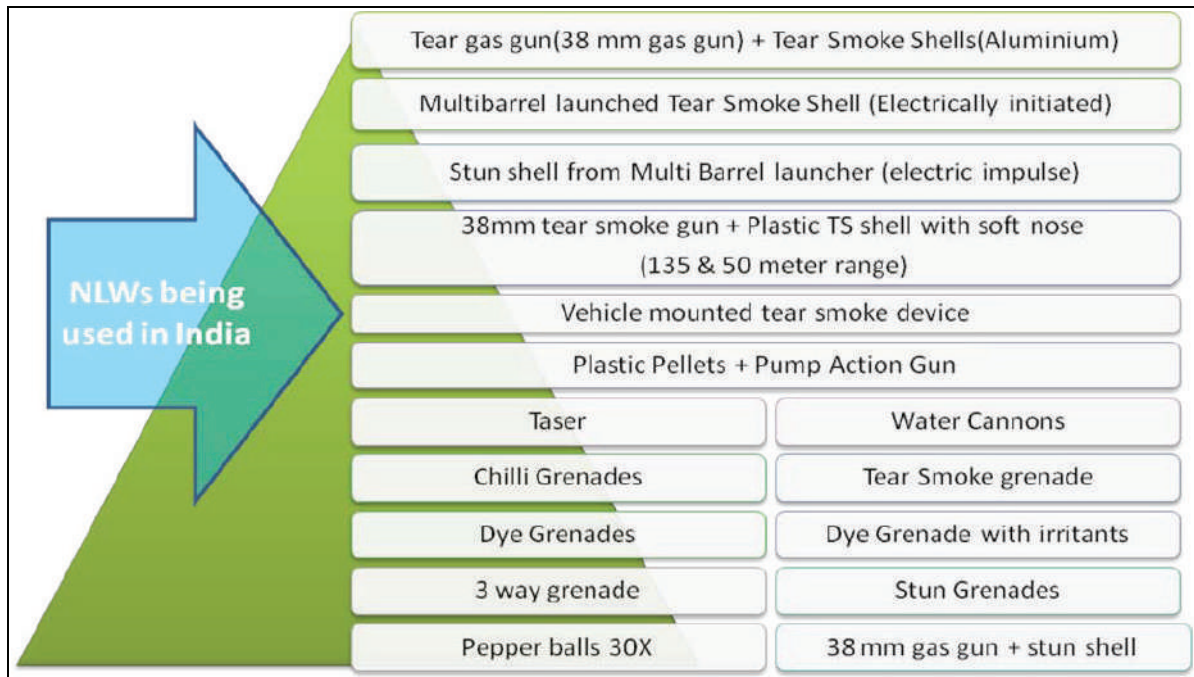 Tear gas gun(38 mm gas gun) + Tear Smoke Shells(Aluminium)
Multibarrel launched Tear Smoke Shell (Electrically initiated)
Stun shell from Multi Barrel launcher (electric impulse)
38mm tear smoke gun + Plastic TS shell with soft nose
(135 & 50 meter range)
NLWs being
used in India
Vehicle mounted tear smoke device
Plastic Pellets + Pump Action Gun
Taser
Water Cannons
Chilli Grenades
Tear Smoke grenade
Dye Grenades
Dye Grenade with irritants
3 way grenade
Stun Grenades
Pepper balls 30X
38 mm gas gun + stun shell